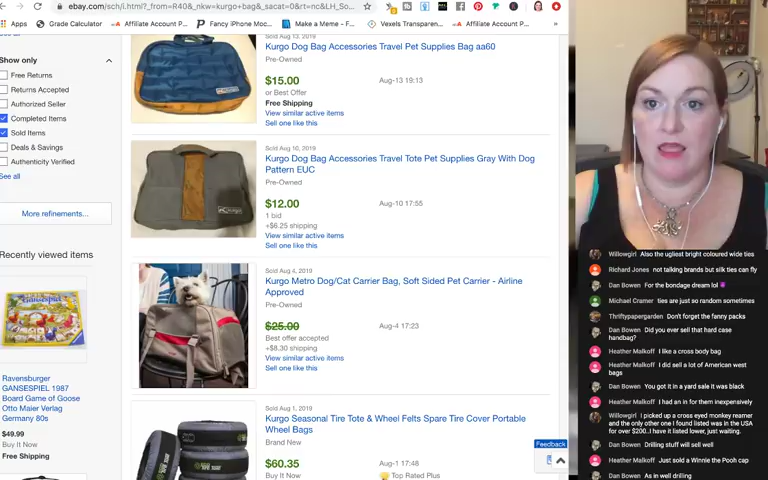 ebay.com/sch/i.html?_from=R40&_nkw=kurgo+bag&_sacat=0&rt=nc&LH_So...
Apps
Grade Calculator
Affiliate Account P...
Fancy iPhone Moc...
Make a Meme - F...
Vexels Transparen...
Affiliate Account P...
Show only
Free Returns
Returns Accepted
Authorized Seller
Completed Items
Sold Items
Deals & Savings
Authenticity Verified
See all
More refinements...
Recently viewed items
GÄNSESPIEL
Ravensburger
GANSESPIEL 1987
Board Game of Goose
Otto Maier Verlag
Germany 80s
$49.99
Buy It Now
Free Shipping
Sold Aug 13, 2019
Kurgo Dog Bag Accessories Travel Pet Supplies Bag aa60
Pre-Owned
$15.00
Aug-13 19:13
or Best Offer
Free Shipping
View similar active items
Sell one like this
Sold Aug 10, 2019
Kurgo Dog Bag Accessories Travel Tote Pet Supplies Gray With Dog
Pattern EUC
Pre-Owned
$12.00
Aug-10 17:55
1 bid
+$6.25 shipping
View similar active items
Sell one like this
Kurgo
Sold Aug 4, 2019
Kurgo Metro Dog/Cat Carrier Bag, Soft Sided Pet Carrier - Airline
Approved
Pre-Owned
$25.00
Aug-4 17:23
Best offer accepted
+$8.30 shipping
View similar active items
Sell one like this
Sold Aug 1, 2019
Kurgo Seasonal Tire Tote & Wheel Felts Spare Tire Cover Portable
Wheel Bags
Brand New
$60.35
Aug-1 17:48
Buy It Now
Top Rated Plus
Feedback
Willowgirl Also the ugliest bright coloured wide ties
Richard Jones not talking brands but silk ties can fly
Dan Bowen For the bondage dream lol
Michael Cramer ties are just so random sometimes
Thriftypapergarden Don't forget the fanny packs
Dan Bowen Did you ever sell that hard case
handbag?
Heather Malkoff I like a cross body bag
Heather Malkoff I did sell a lot of American west
bags
Dan Bowen You got it in a yard sale it was black
Heather Malkoff I had an in for them inexpensively
Willowgirl I picked up a cross eyed monkey reamer
and the only other one I found listed was in the USA
for over $200..I have it listed lower, just waiting.
Dan Bowen Drilling stuff will sell well
Heather Malkoff Just sold a Winnie the Pooh cap
Dan Bowen As in well drilling